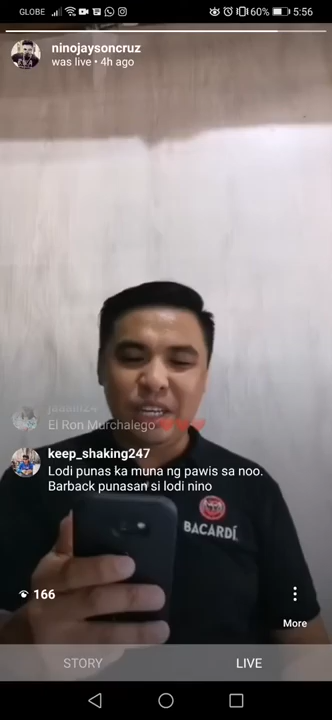 GLOBE
60%
5:56
ninojaysoncruz
was live • 4h ago
El Ron Murchalego ❤️❤️❤️
keep_shaking247
Lodi punas ka muna ng pawis sa noo.
Barback punasan si lodi nino
BACARDÍ
166
More
STORY
LIVE